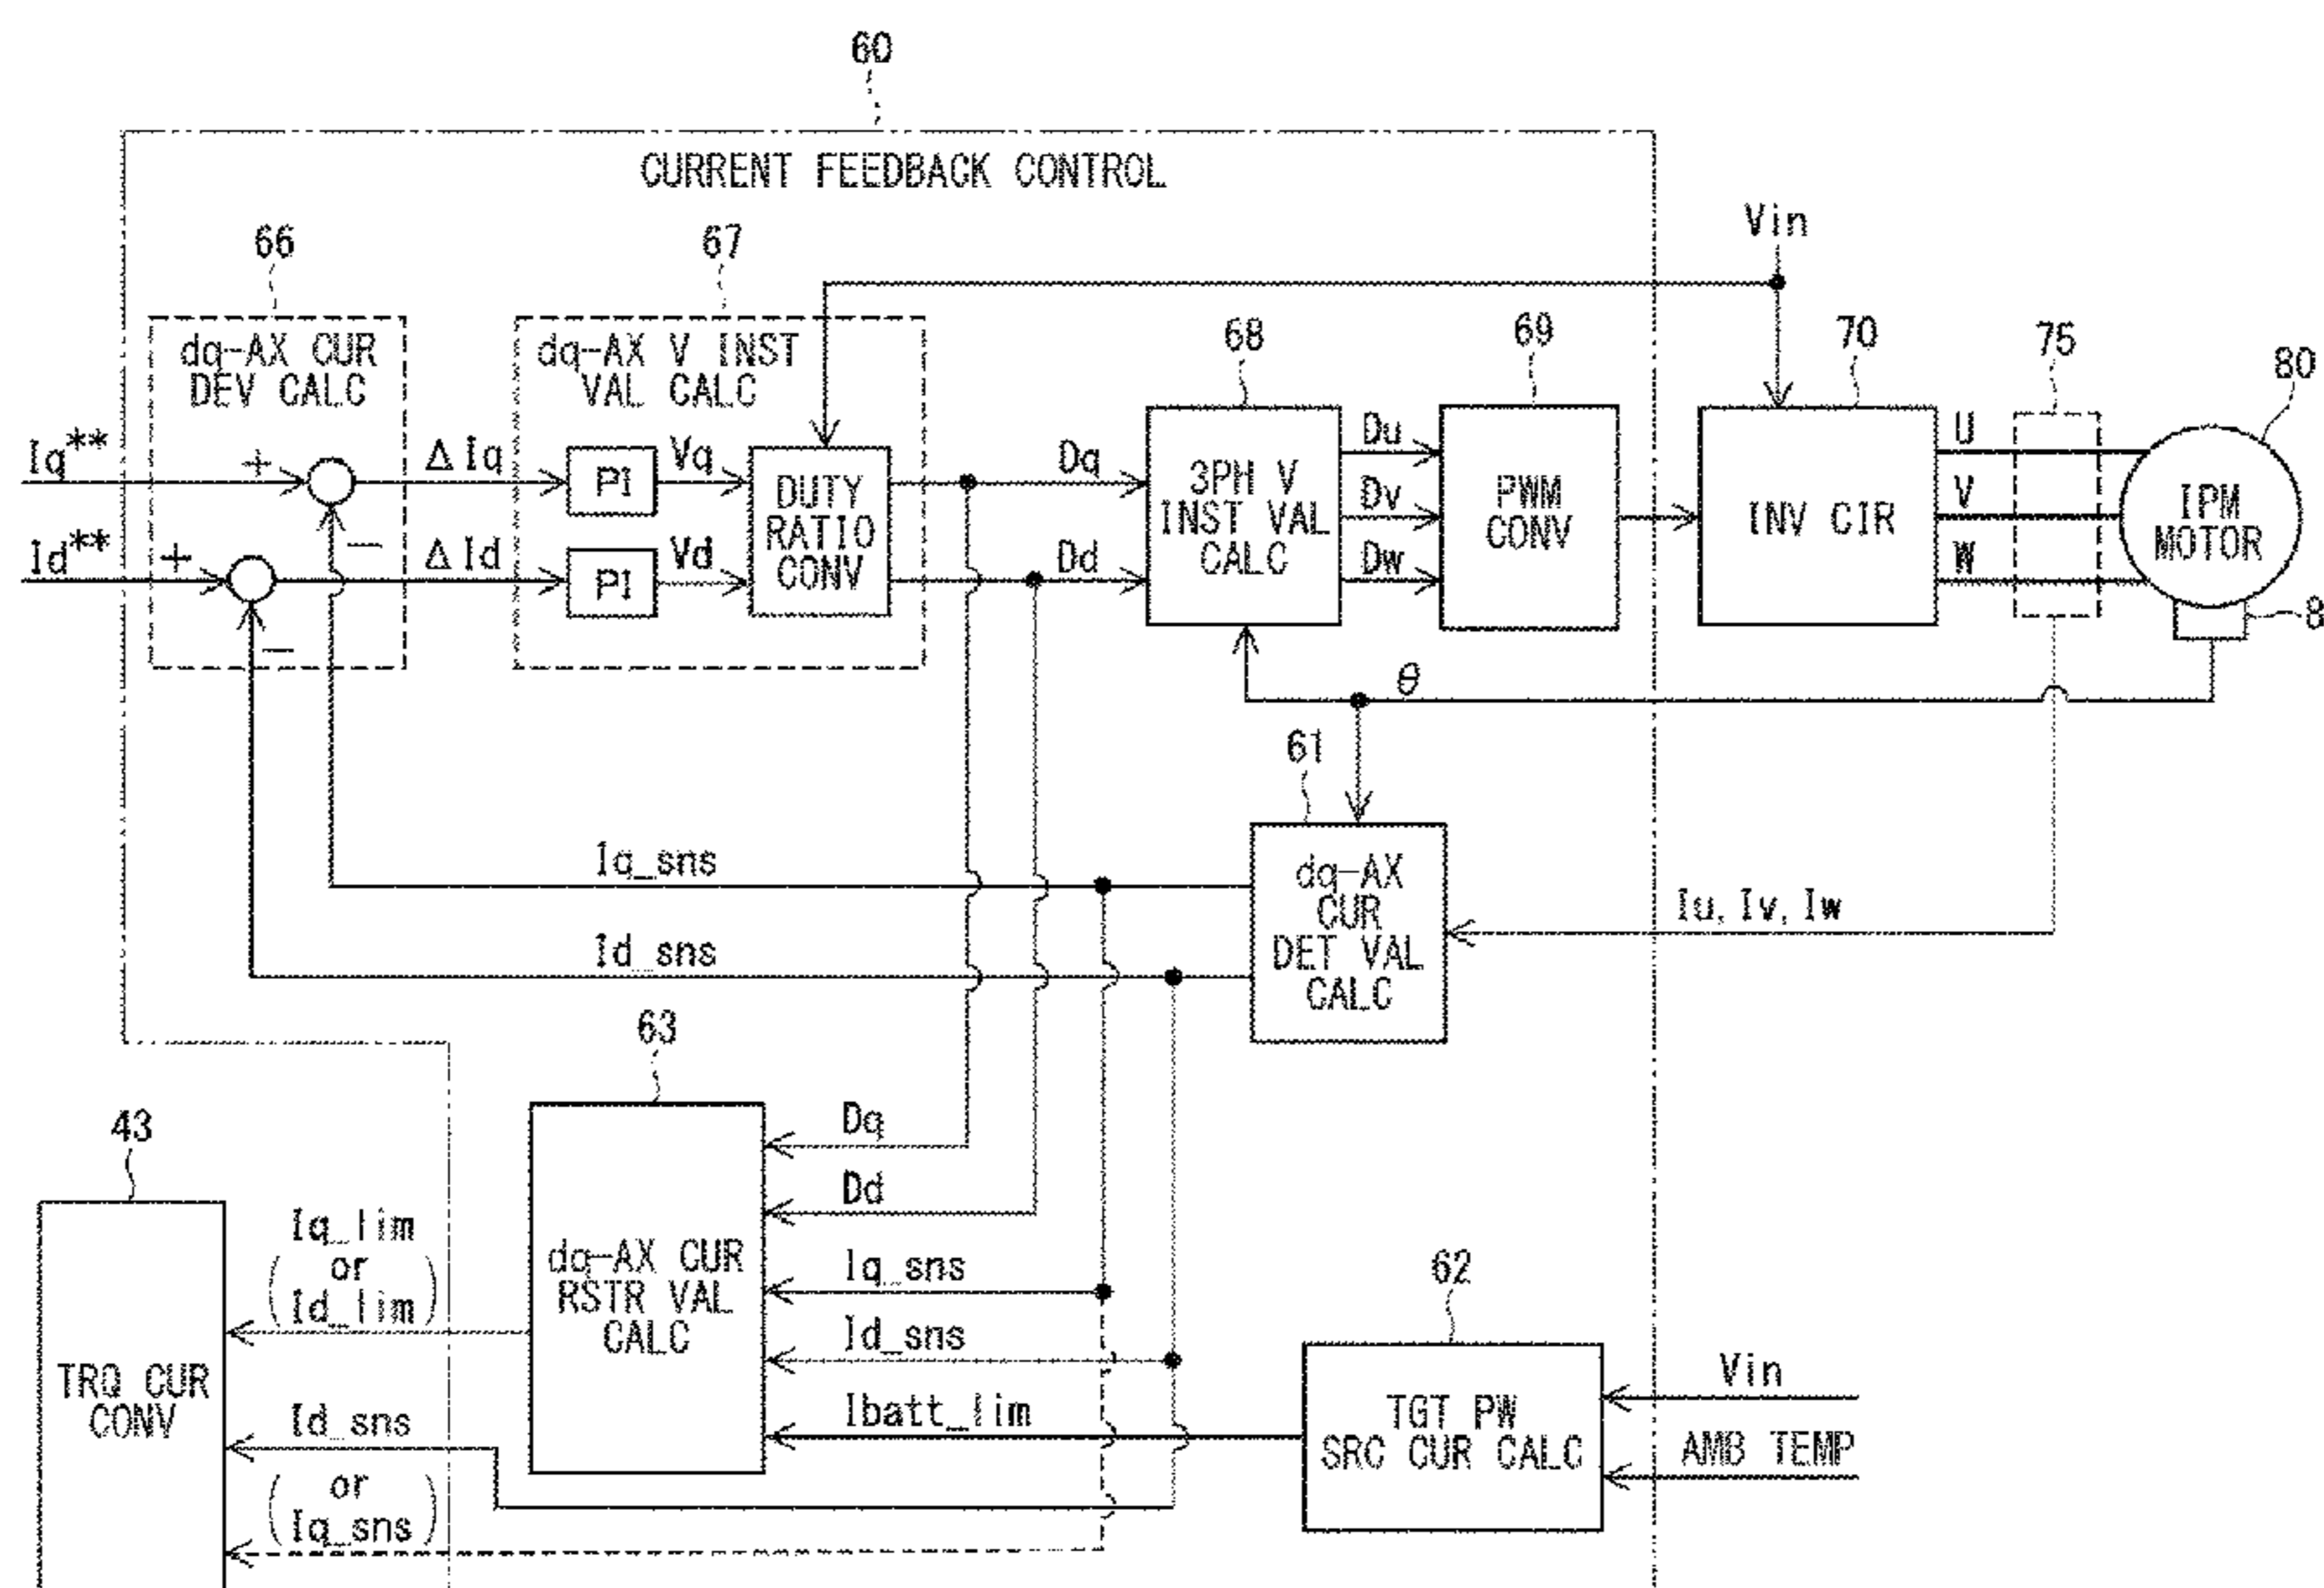 60
CURRENT FEEDBACK CONTROL
66
67
Vin
dq-AX CUR
DEV CALC
dq-AX V INST
VAL CALC
68
69
70
75
80
Iq**
+
ΔIq
PI
Vq
DUTY
RATIO
CONV
Dq
3PH V
INST VAL
CALC
Du
Dv
Dw
PWM
CONV
INV CIR
U
V
W
IPM
MOTOR
Id**
+
−
ΔId
PI
Vd
Dd
−
8
θ
61
Iq_sns
dq-AX
CUR
DET VAL
CALC
Iu, Iv, Iw
Id_sns
63
43
Dq
Dd
Iq_lim
( or
Id_lim )
dq-AX CUR
RSTR VAL
CALC
Iq_sns
62
Id_sns
TRQ CUR
CONV
Id_sns
( or
Iq_sns )
Ibatt_lim
TGT PW
SRC CUR CALC
Vin
AMB TEMP